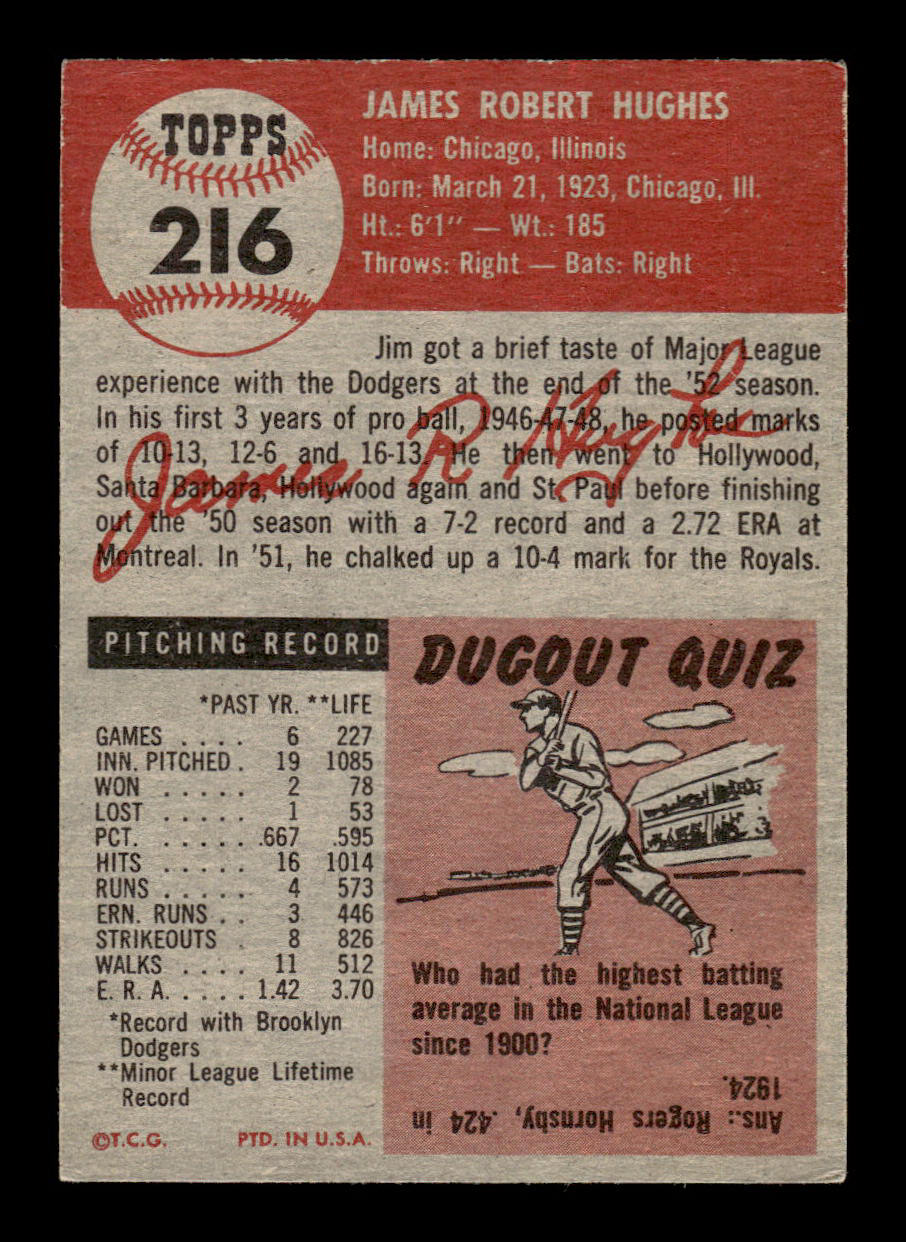 TOPPS
216
JAMES ROBERT HUGHES
Home: Chicago, Illinois
Born: March 21, 1923, Chicago, Ill.
Ht.: 6'1'' — Wt.: 185
Throws: Right — Bats: Right
Jim got a brief taste of Major League
experience with the Dodgers at the end of the '52 season.
In his first 3 years of pro ball, 1946-47-48, he posted marks
of 10-13, 12-6 and 16-13. He then went to Hollywood,
Santa Barbara, Hollywood again and St. Paul before finishing
out the '50 season with a 7-2 record and a 2.72 ERA at
Montreal. In '51, he chalked up a 10-4 mark for the Royals.
James R Hughes
PITCHING RECORD
*PAST YR. **LIFE
GAMES . . . . 6 227
INN. PITCHED . 19 1085
WON . . . . . 2 78
LOST . . . . . 1 53
PCT. . . . . . .667 .595
HITS . . . . . 16 1014
RUNS . . . . . 4 573
ERN. RUNS . . 3 446
STRIKEOUTS . 8 826
WALKS . . . . 11 512
E. R. A. . . . . 1.42 3.70
*Record with Brooklyn
Dodgers
**Minor League Lifetime
Record
©T.C.G. PTD. IN U.S.A.
DUGOUT QUIZ
Who had the highest batting
average in the National League
since 1900?
Ans.: Rogers Hornsby, .424 in
1924.